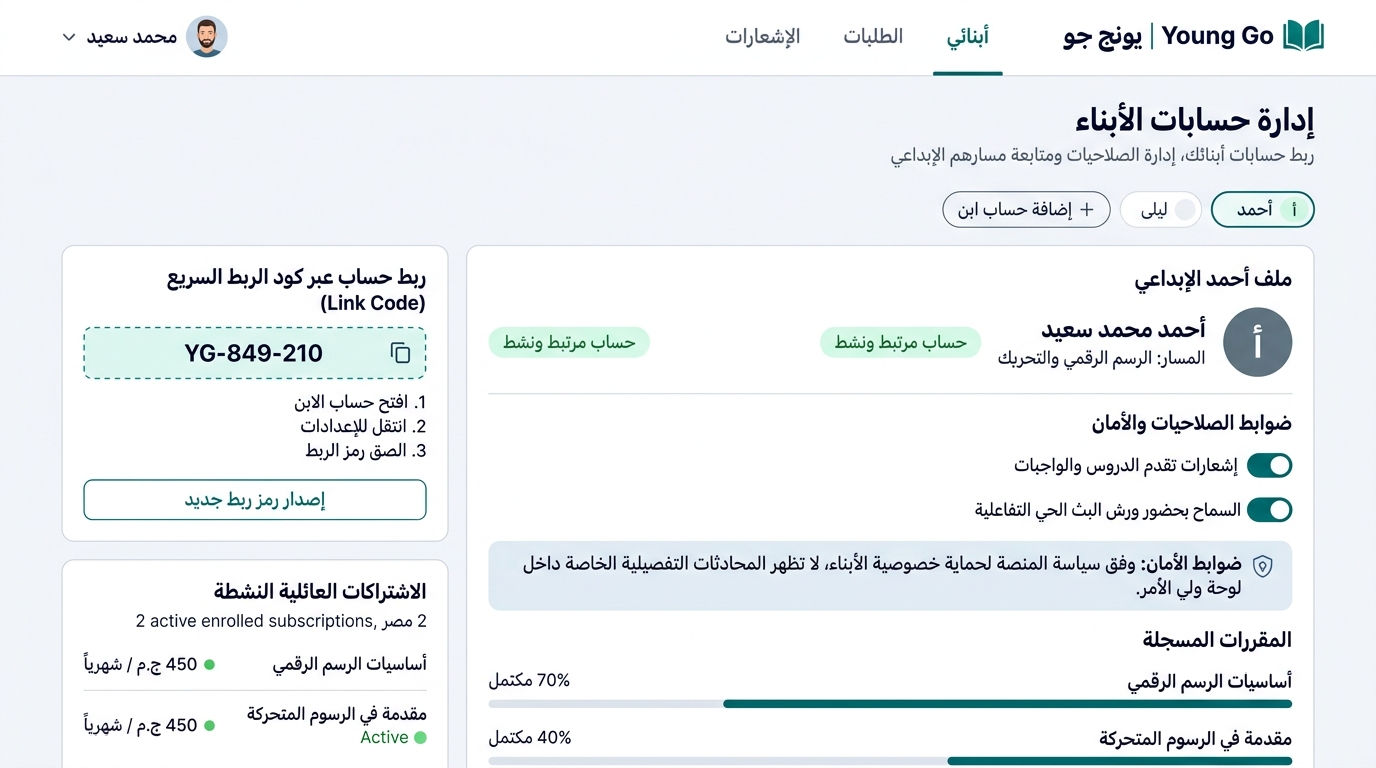 Young Go | يونج جو
أبنائي
الطلبات
الإشعارات
محمد سعيد
إدارة حسابات الأبناء
ربط حسابات أبنائك، إدارة الصلاحيات ومتابعة مسارهم الإبداعي
أ أحمد
ليلى
+ إضافة حساب ابن
ملف أحمد الإبداعي
أ
أحمد محمد سعيد
المسار: الرسم الرقمي والتحريك
حساب مرتبط ونشط
حساب مرتبط ونشط
ضوابط الصلاحيات والأمان
إشعارات تقدم الدروس والواجبات
السماح بحضور ورش البث الحي التفاعلية
ضوابط الأمان: وفق سياسة المنصة لحماية خصوصية الأبناء، لا تظهر المحادثات التفصيلية الخاصة داخل
لوحة ولي الأمر.
المقررات المسجلة
أساسيات الرسم الرقمي
70% مكتمل
مقدمة في الرسوم المتحركة
40% مكتمل
ربط حساب عبر كود الربط السريع
(Link Code)
YG-849-210
1. افتح حساب الابن
2. انتقل للإعدادات
3. الصق رمز الربط
إصدار رمز ربط جديد
الاشتراكات العائلية النشطة
2 مصر ,2 active enrolled subscriptions
أساسيات الرسم الرقمي
450 ج.م / شهرياً
مقدمة في الرسوم المتحركة
Active
450 ج.م / شهرياً